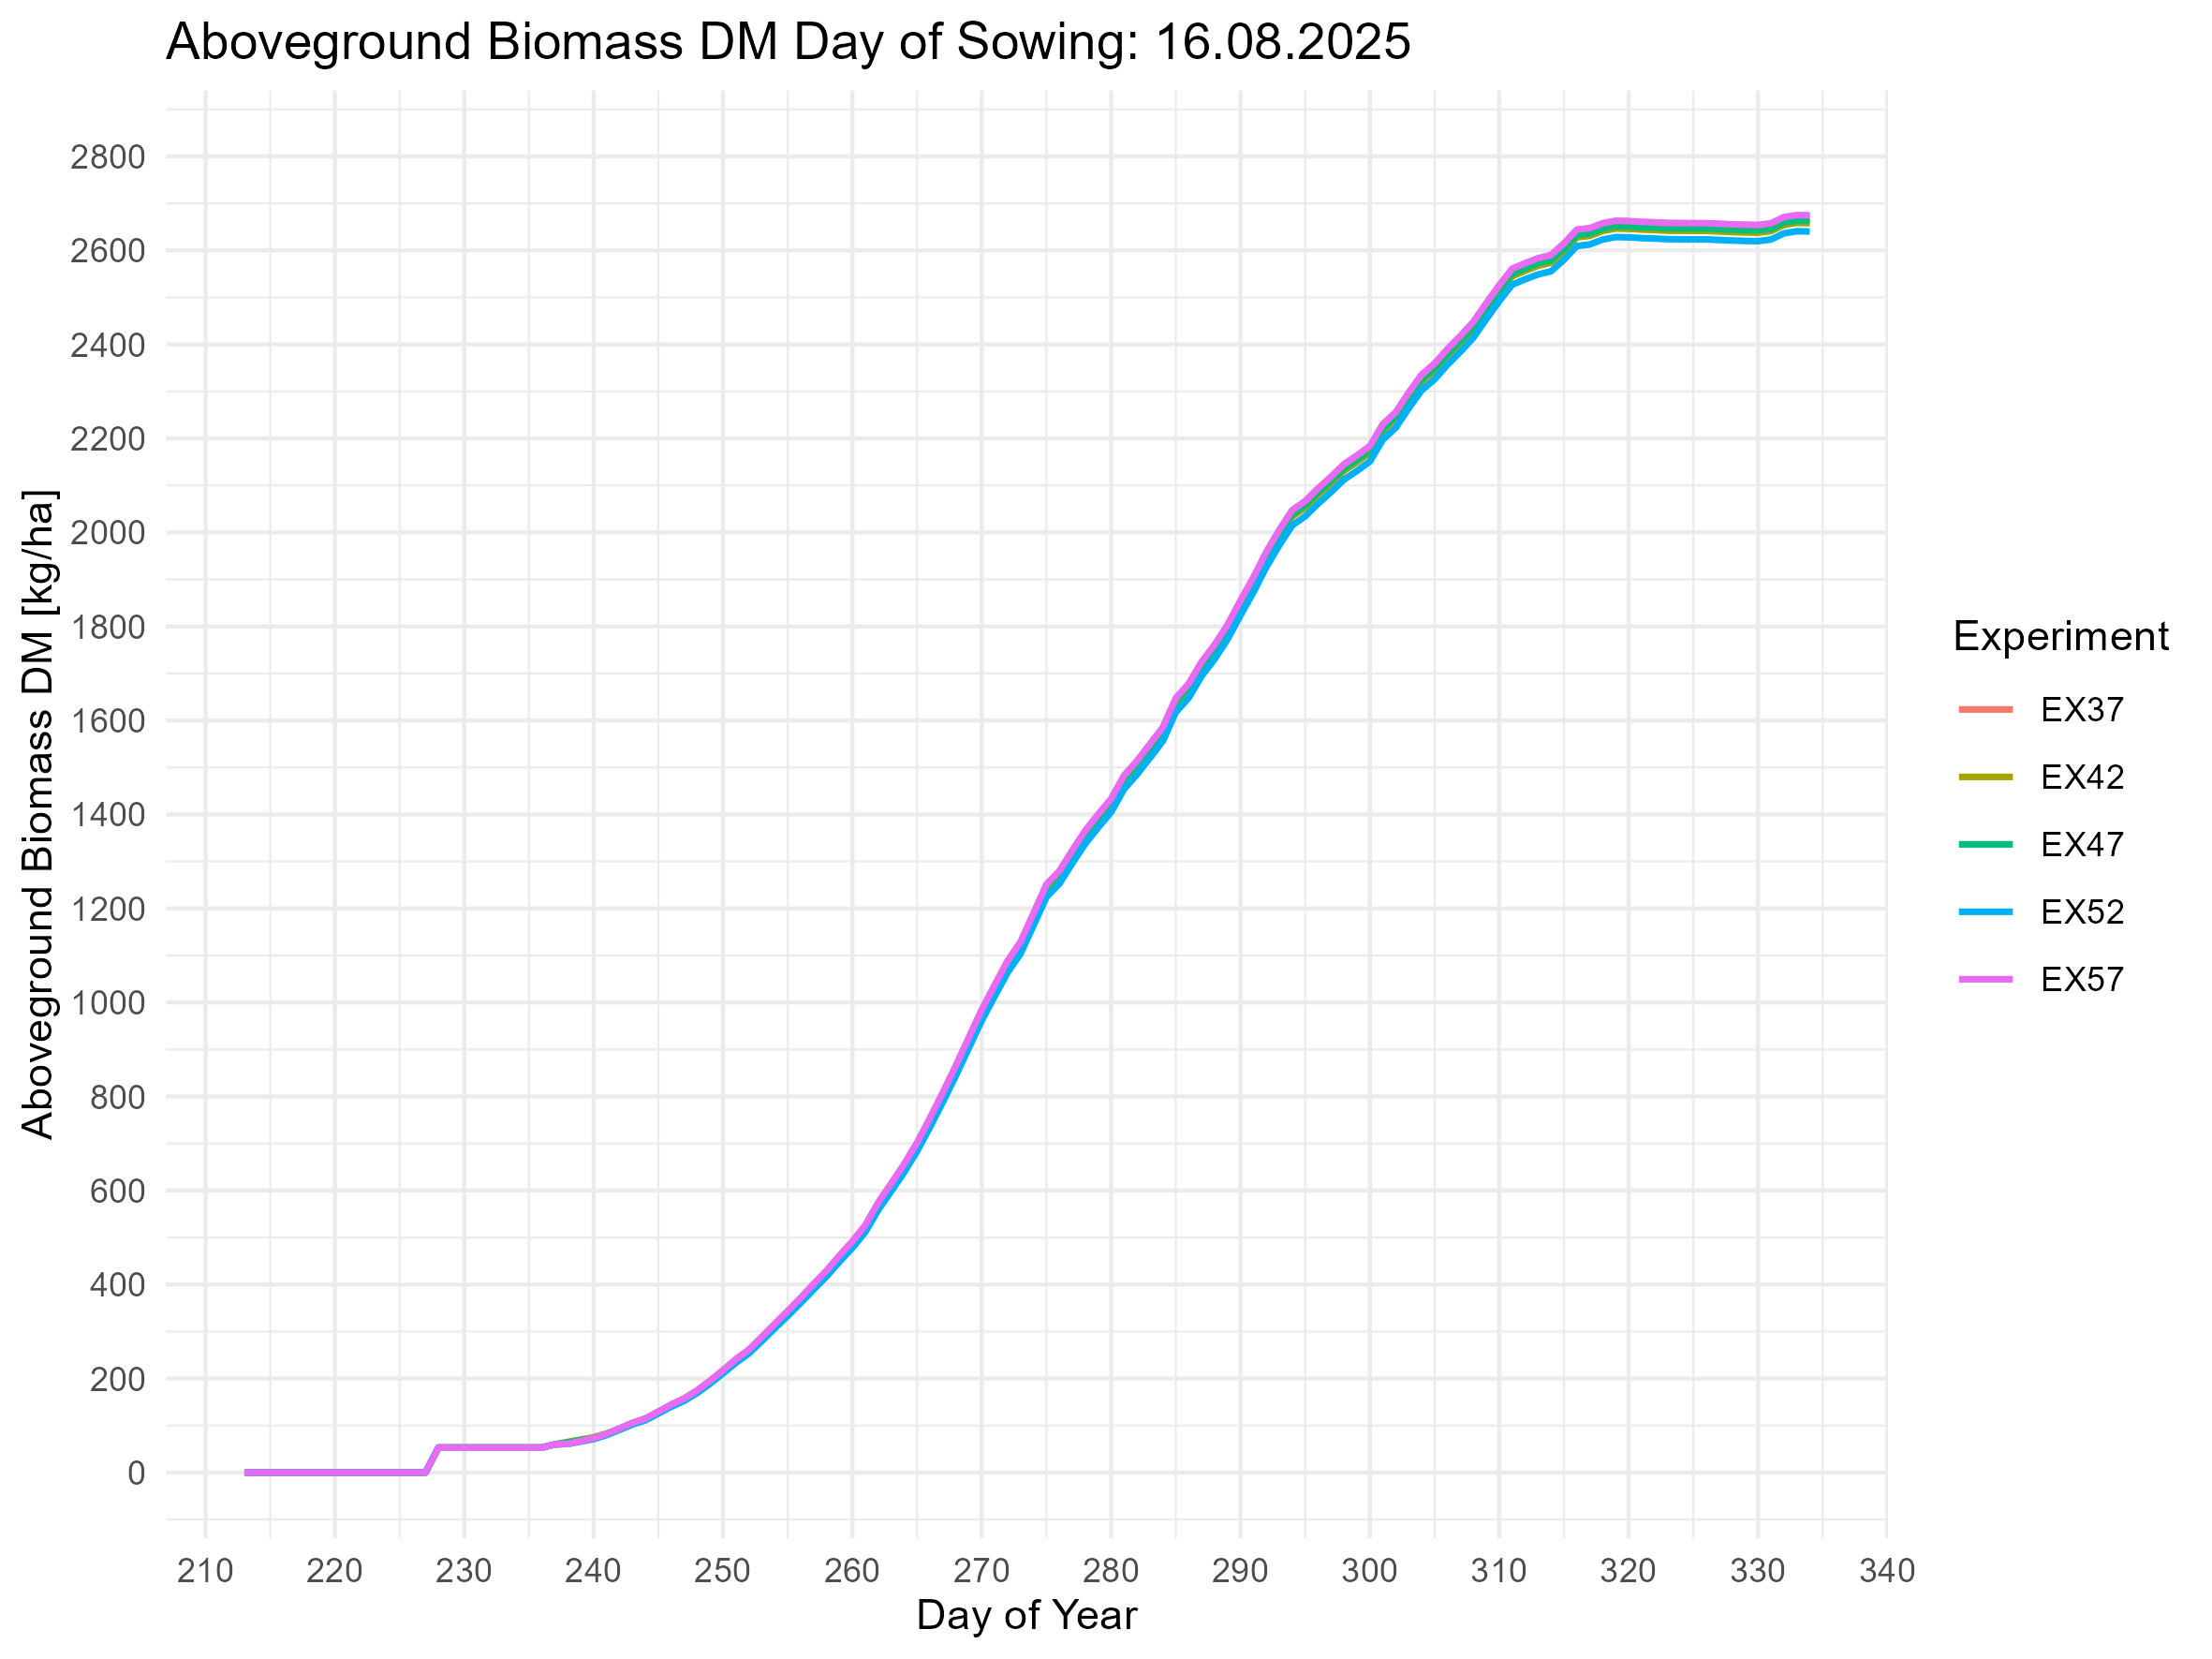 Aboveground Biomass DM Day of Sowing: 16.08.2025
Aboveground Biomass DM [kg/ha]
2800
2600
2400
2200
2000
1800
1600
1400
1200
1000
800
600
400
200
0
210 220 230 240 250 260 270 280 290 300 310 320 330 340
Day of Year
Experiment
EX37
EX42
EX47
EX52
EX57